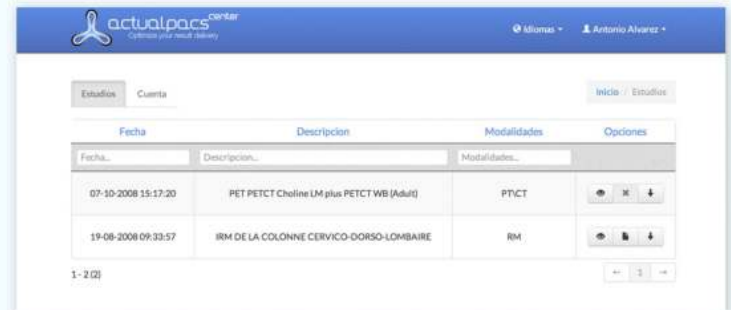 actualpacs center
Optimize your result delivery
Idiomas
Antonio Alvarez
Estudios Cuenta
Inicio / Estudios
Fecha Descripcion Modalidades Opciones
Fecha... Descripcion... Modalidades...
07-10-2008 15:17:20 PET PETCT Choline LM plus PETCT WB (Adult) PT\CT
19-08-2008 09:33:57 IRM DE LA COLONNE CERVICO-DORSO-LOMBAIRE RM
1 - 2 (2) ← 1 →